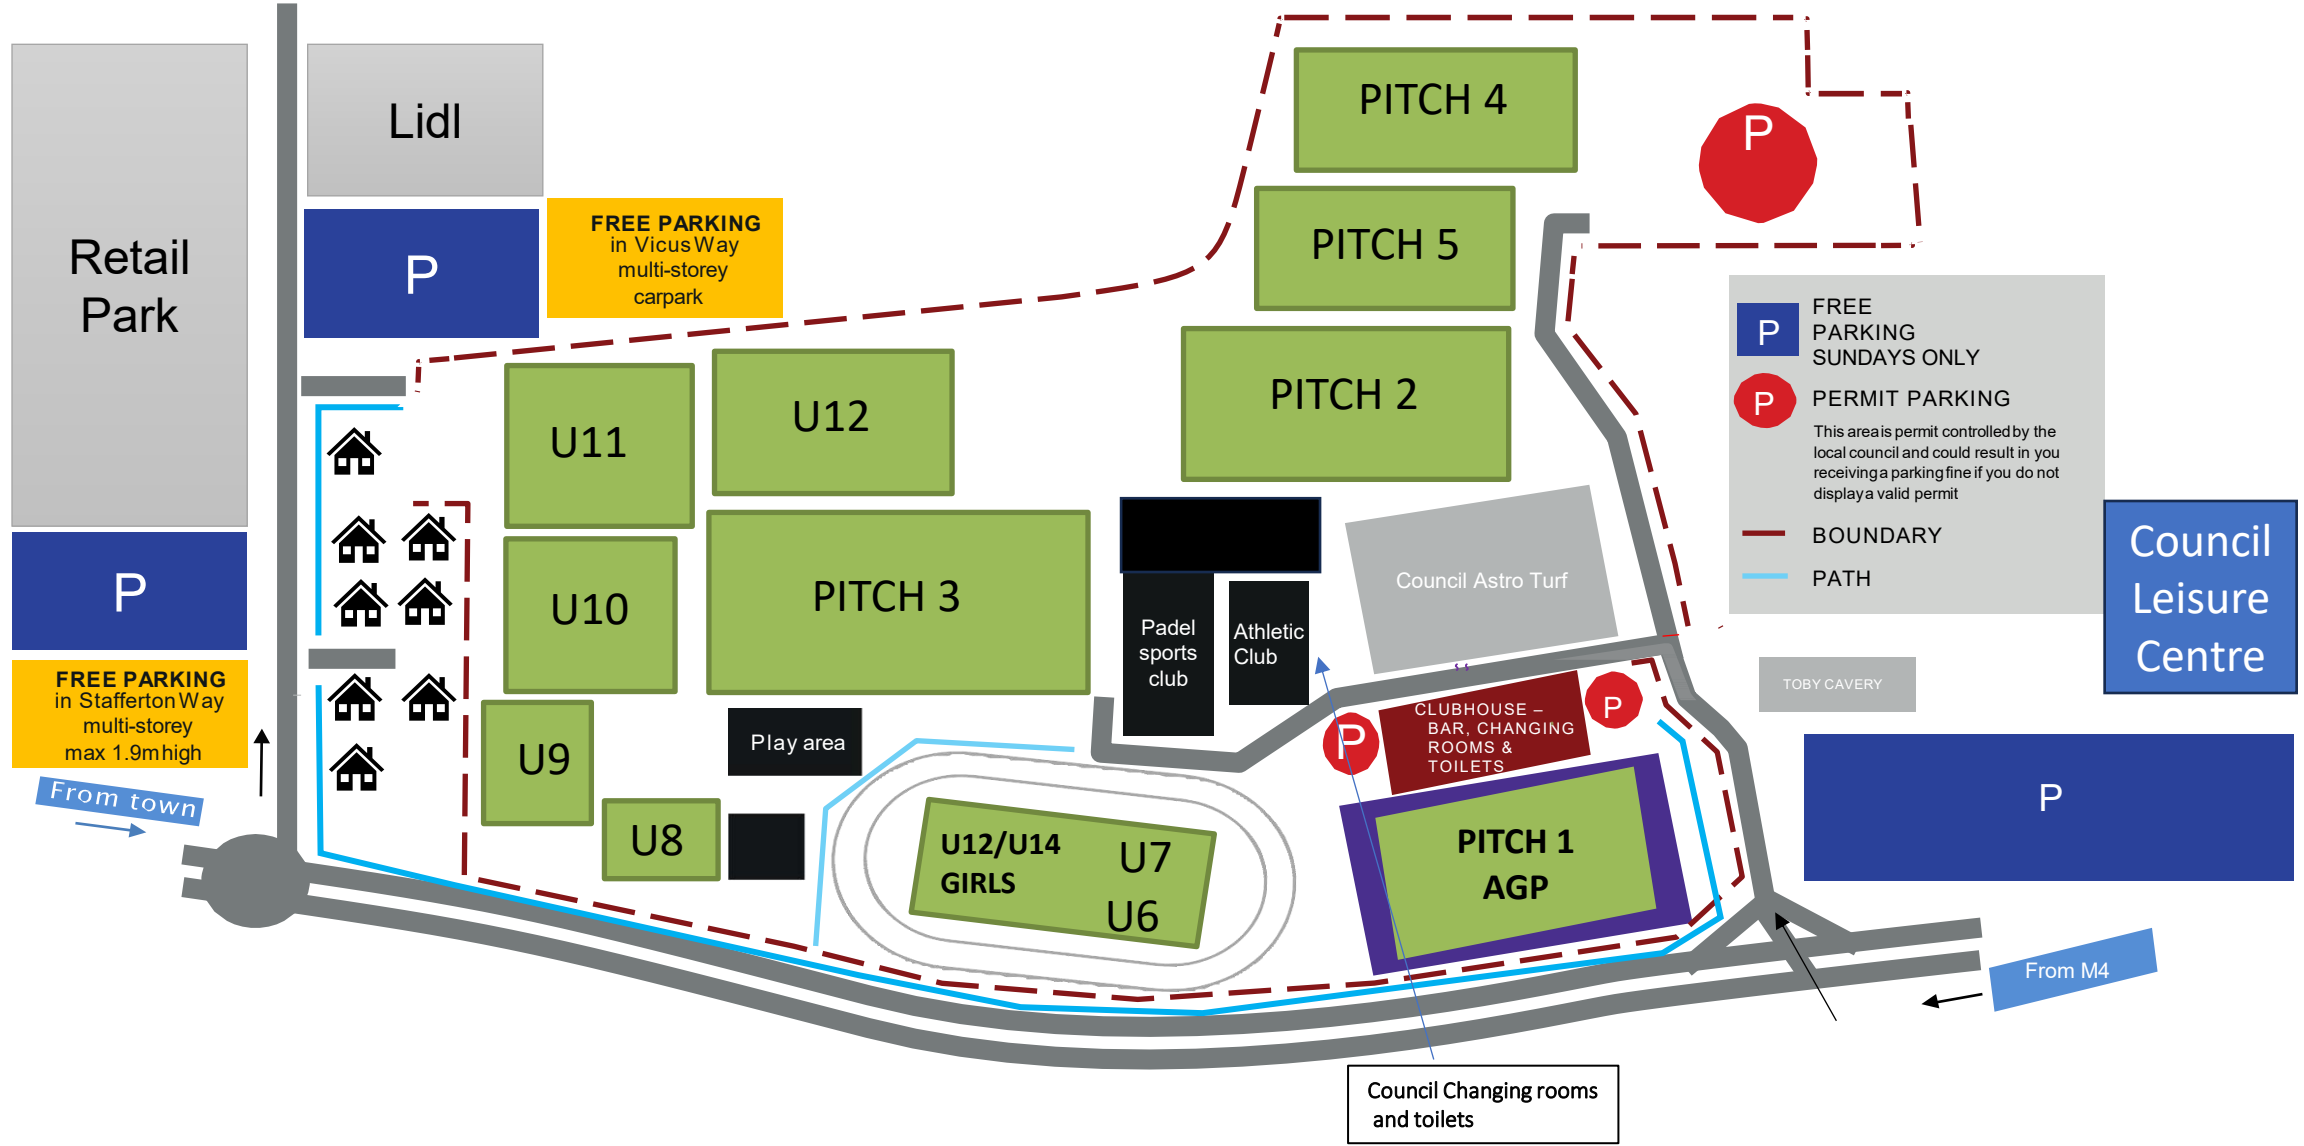 Retail
Park
Lidl
P
FREE PARKING
in Vicus Way
multi-storey
carpark
P
FREE PARKING
in Stafferton Way
multi-storey
max 1.9m high
From town
PITCH 4
PITCH 5
PITCH 2
P
U11
U12
U10
PITCH 3
U9
U8
Play area
Padel
sports
club
Athletic
Club
Council Astro Turf
P
P
CLUBHOUSE –
BAR, CHANGING
ROOMS &
TOILETS
PITCH 1
AGP
U12/U14
GIRLS
U7
U6
P
FREE
PARKING
SUNDAYS ONLY
P
PERMIT PARKING
This area is permit controlled by the
local council and could result in you
receiving a parking fine if you do not
display a valid permit
BOUNDARY
PATH
Council
Leisure
Centre
TOBY CAVERY
P
From M4
Council Changing rooms
and toilets